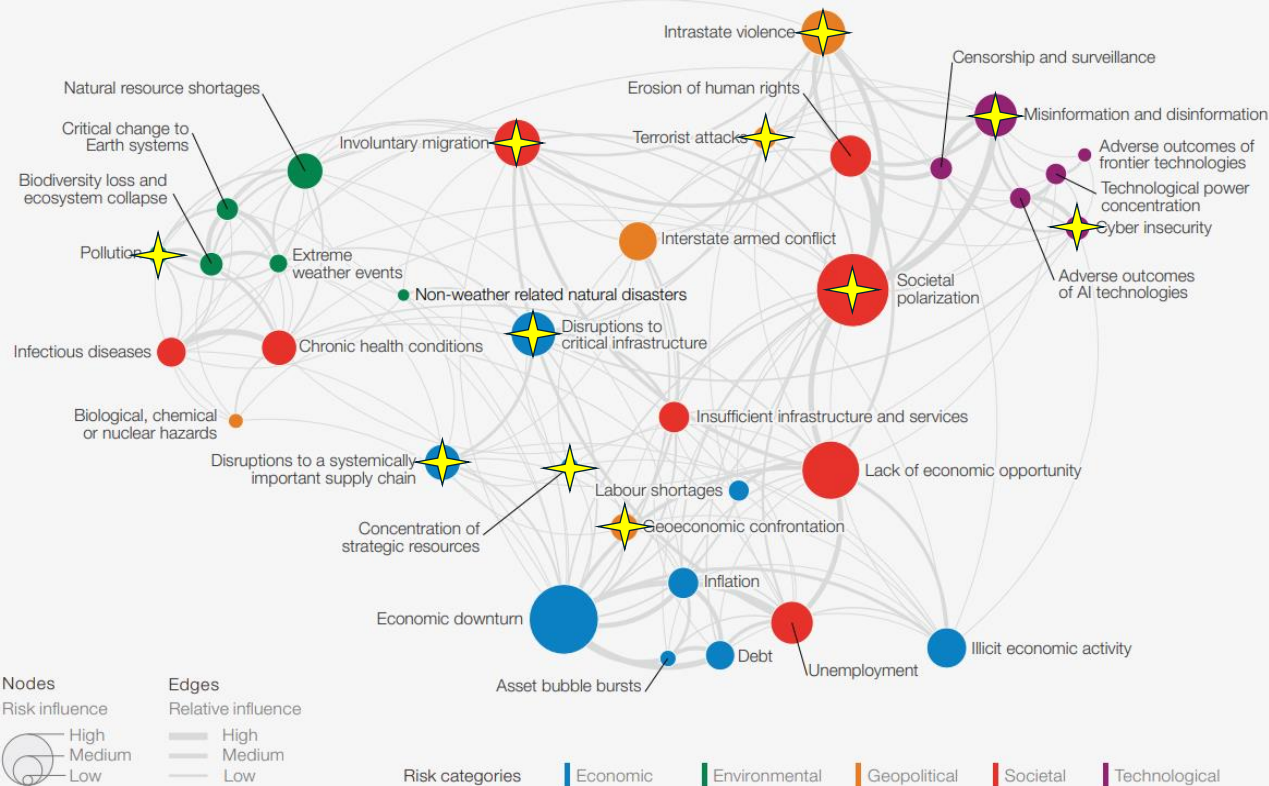 Intrastate violence
Censorship and surveillance
Natural resource shortages
Erosion of human rights
Misinformation and disinformation
Critical change to
Earth systems
Involuntary migration
Terrorist attacks
Adverse outcomes of
frontier technologies
Biodiversity loss and
ecosystem collapse
Technological power
concentration
Pollution
Extreme
weather events
Interstate armed conflict
Cyber insecurity
Societal
polarization
Adverse outcomes
of AI technologies
Non-weather related natural disasters
Disruptions to
critical infrastructure
Infectious diseases
Chronic health conditions
Biological, chemical
or nuclear hazards
Insufficient infrastructure and services
Disruptions to a systemically
important supply chain
Lack of economic opportunity
Labour shortages
Concentration of
strategic resources
Geoeconomic confrontation
Inflation
Economic downturn
Debt
Illicit economic activity
Unemployment
Asset bubble bursts
Nodes
Risk influence
High
Medium
Low
Edges
Relative influence
High
Medium
Low
Risk categories
Economic
Environmental
Geopolitical
Societal
Technological